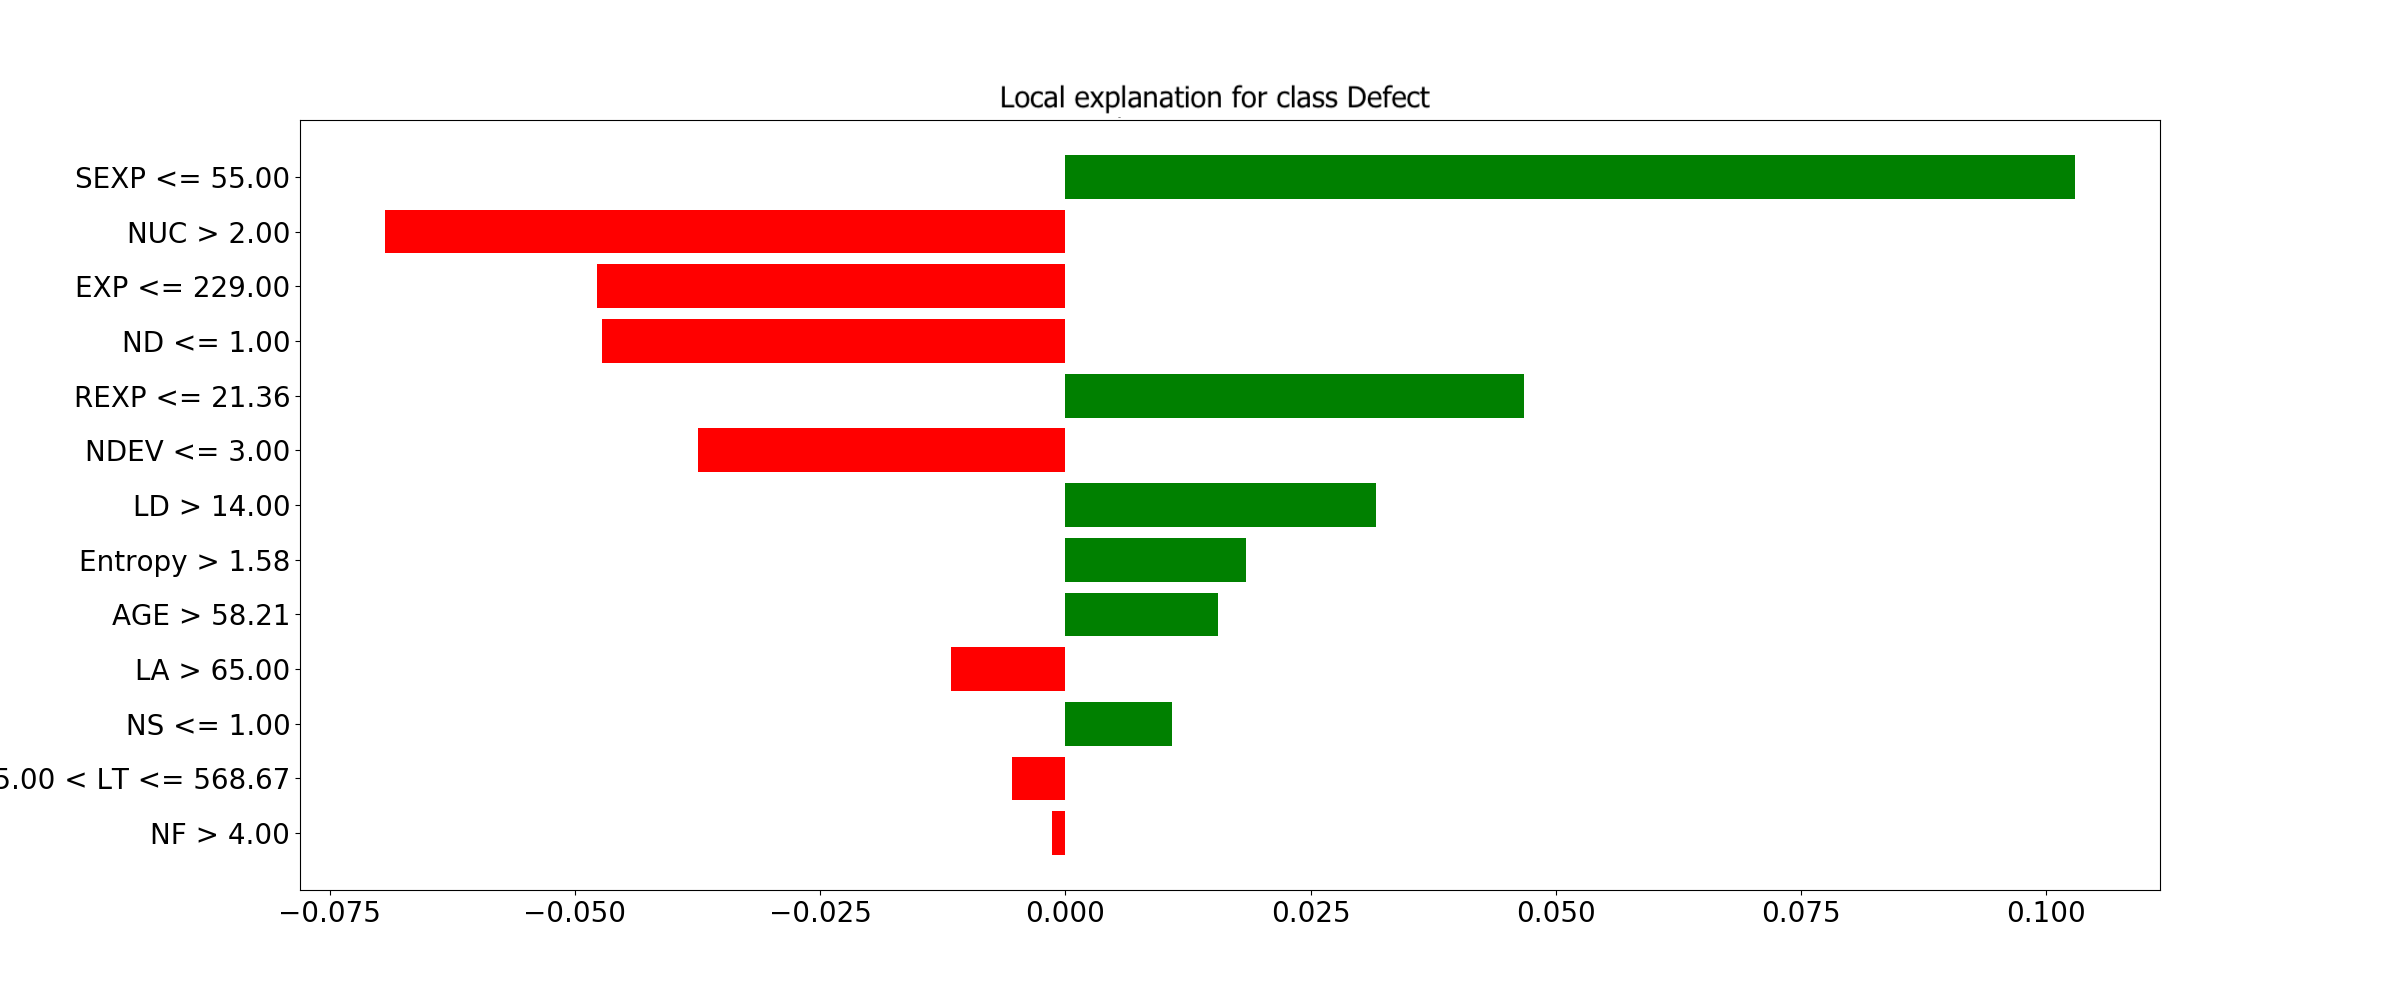 Local explanation for class Defect
SEXP <= 55.00
NUC > 2.00
EXP <= 229.00
ND <= 1.00
REXP <= 21.36
NDEV <= 3.00
LD > 14.00
Entropy > 1.58
AGE > 58.21
LA > 65.00
NS <= 1.00
5.00 < LT <= 568.67
NF > 4.00
−0.075 −0.050 −0.025 0.000 0.025 0.050 0.075 0.100